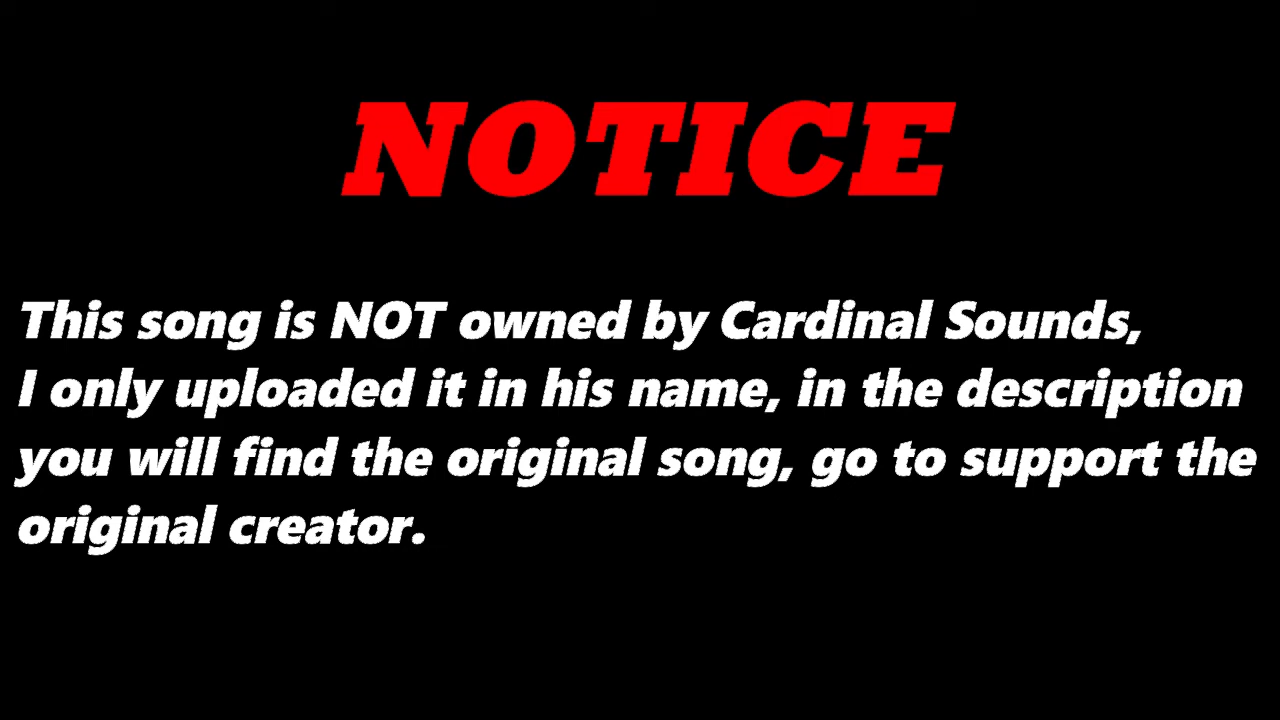 NOTICE
This song is NOT owned by Cardinal Sounds,
I only uploaded it in his name, in the description
you will find the original song, go to support the
original creator.